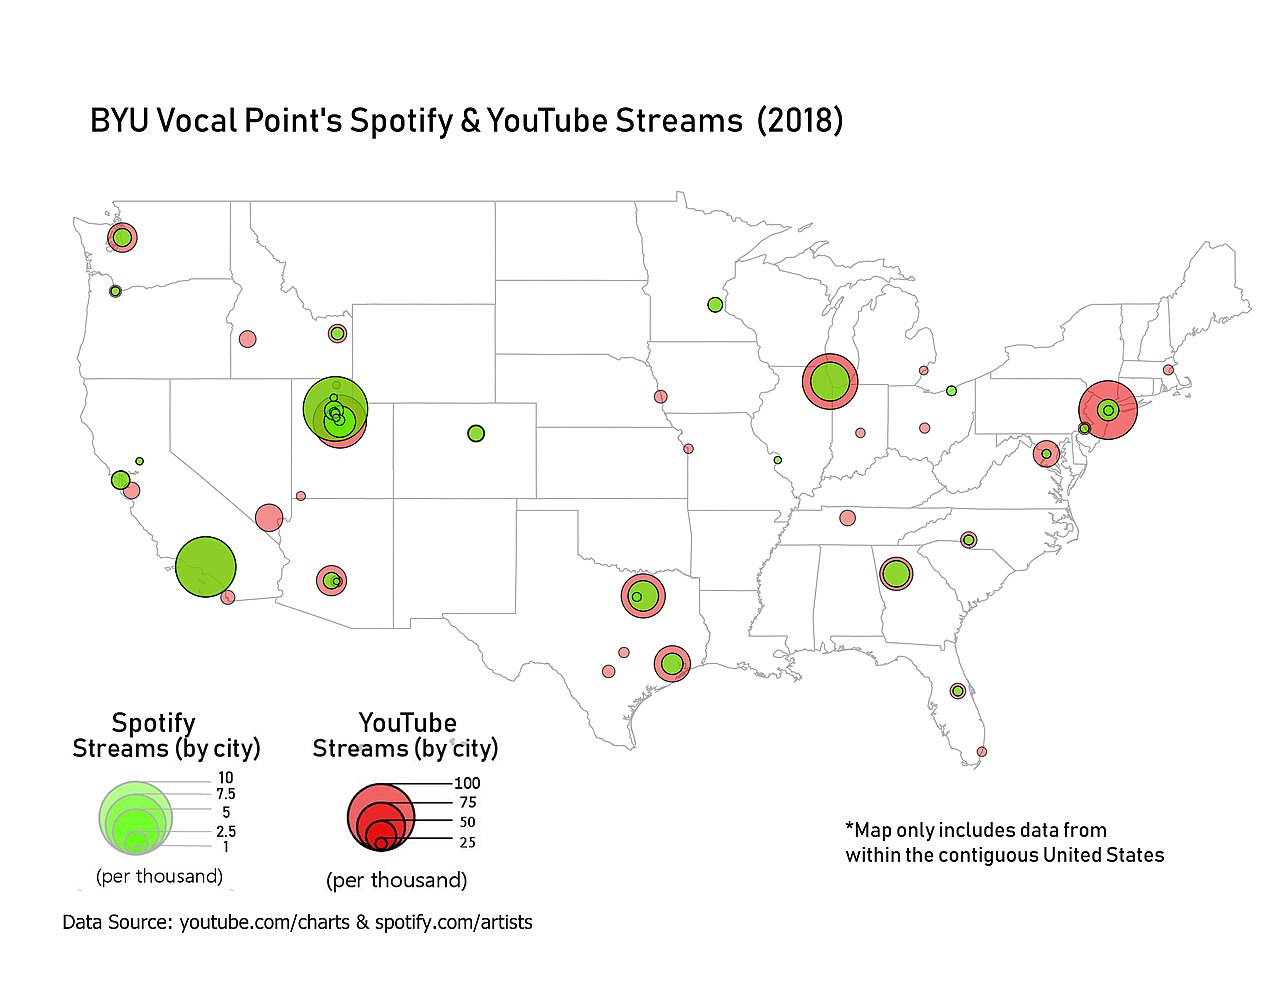 BYU Vocal Point's Spotify & YouTube Streams (2018)
Spotify
Streams (by city)
10
7.5
5
2.5
1
(per thousand)
YouTube
Streams (by city)
100
75
50
25
(per thousand)
*Map only includes data from
within the contiguous United States
Data Source: youtube.com/charts & spotify.com/artists